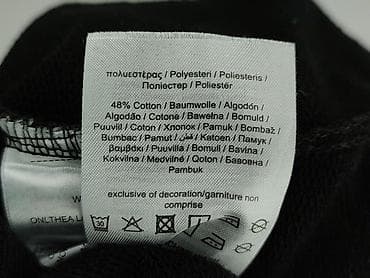 πολυεστέρας / Polyesteri / Poliesteris /
Полиестер / Poliestér
48% Cotton / Baumwolle / Algodón /
Algodão / Cotone / Bawełna / Bomuld /
Puuvill / Coton / Хлопок / Pamuk / Bombaž /
Bumbac / Pamut / قطن / Katoen / Памук /
βαμβάκι / Puuvilla / Bomull / Bavlna /
Kokvilna / Medvilnė / Qoton / Бавовна /
Pambuk
exclusive of decoration/garniture non
comprise
30
ONLTHEA L